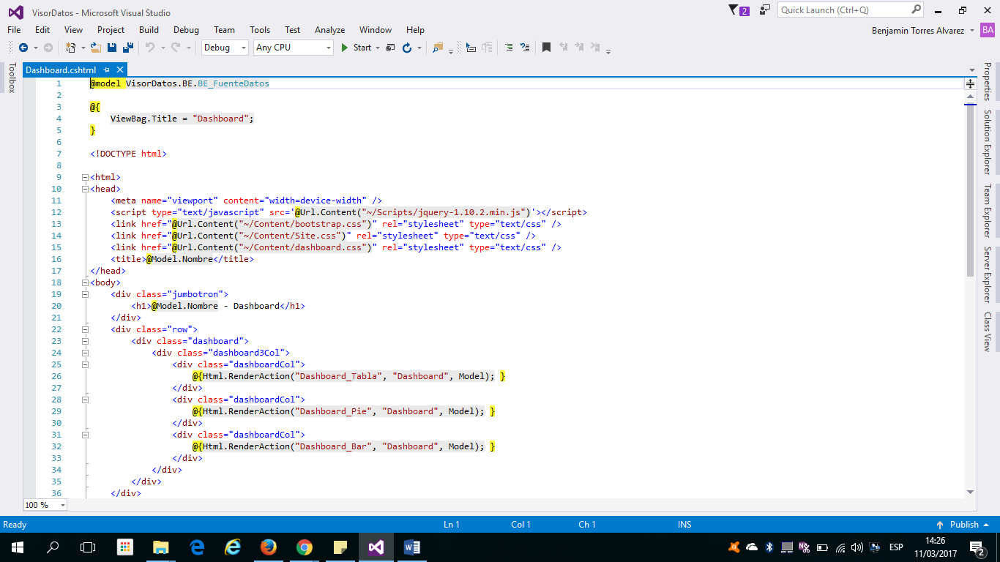 VisorDatos - Microsoft Visual Studio
2
Quick Launch (Ctrl+Q)
File Edit View Project Build Debug Team Tools Test Analyze Window Help
Benjamin Torres Alvarez BA
Debug Any CPU Start
Toolbox
Dashboard.cshtml
1 @model VisorDatos.BE.BE_FuenteDatos
2
3 @{
4     ViewBag.Title = "Dashboard";
5 }
6
7 <!DOCTYPE html>
8
9 <html>
10 <head>
11     <meta name="viewport" content="width=device-width" />
12     <script type="text/javascript" src='@Url.Content("~/Scripts/jquery-1.10.2.min.js")'></script>
13     <link href="@Url.Content("~/Content/bootstrap.css")" rel="stylesheet" type="text/css" />
14     <link href="@Url.Content("~/Content/Site.css")" rel="stylesheet" type="text/css" />
15     <link href="@Url.Content("~/Content/dashboard.css")" rel="stylesheet" type="text/css" />
16     <title>@Model.Nombre</title>
17 </head>
18 <body>
19     <div class="jumbotron">
20         <h1>@Model.Nombre - Dashboard</h1>
21     </div>
22     <div class="row">
23         <div class="dashboard">
24             <div class="dashboard3Col">
25                 <div class="dashboardCol">
26                     @{Html.RenderAction("Dashboard_Tabla", "Dashboard", Model); }
27                 </div>
28                 <div class="dashboardCol">
29                     @{Html.RenderAction("Dashboard_Pie", "Dashboard", Model); }
30                 </div>
31                 <div class="dashboardCol">
32                     @{Html.RenderAction("Dashboard_Bar", "Dashboard", Model); }
33                 </div>
34             </div>
35         </div>
36     </div>
Properties
Solution Explorer
Team Explorer
Server Explorer
Class View
100 %
Ready Ln 1 Col 1 Ch 1 INS Publish
ESP
14:26
11/03/2017
2